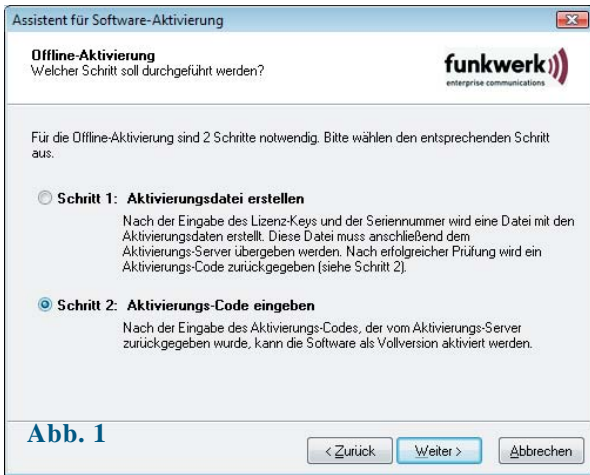 Assistent für Software-Aktivierung
Offline-Aktivierung
Welcher Schritt soll durchgeführt werden?
funkwerk
enterprise communications
Für die Offline-Aktivierung sind 2 Schritte notwendig. Bitte wählen den entsprechenden Schritt
aus.
Schritt 1: Aktivierungsdatei erstellen
Nach der Eingabe des Lizenz-Keys und der Seriennummer wird eine Datei mit den
Aktivierungsdaten erstellt. Diese Datei muss anschließend dem
Aktivierungs-Server übergeben werden. Nach erfolgreicher Prüfung wird ein
Aktivierungs-Code zurückgegeben (siehe Schritt 2).
Schritt 2: Aktivierungs-Code eingeben
Nach der Eingabe des Aktivierungs-Codes, der vom Aktivierungs-Server
zurückgegeben wurde, kann die Software als Vollversion aktiviert werden.
Abb. 1
< Zurück
Weiter >
Abbrechen